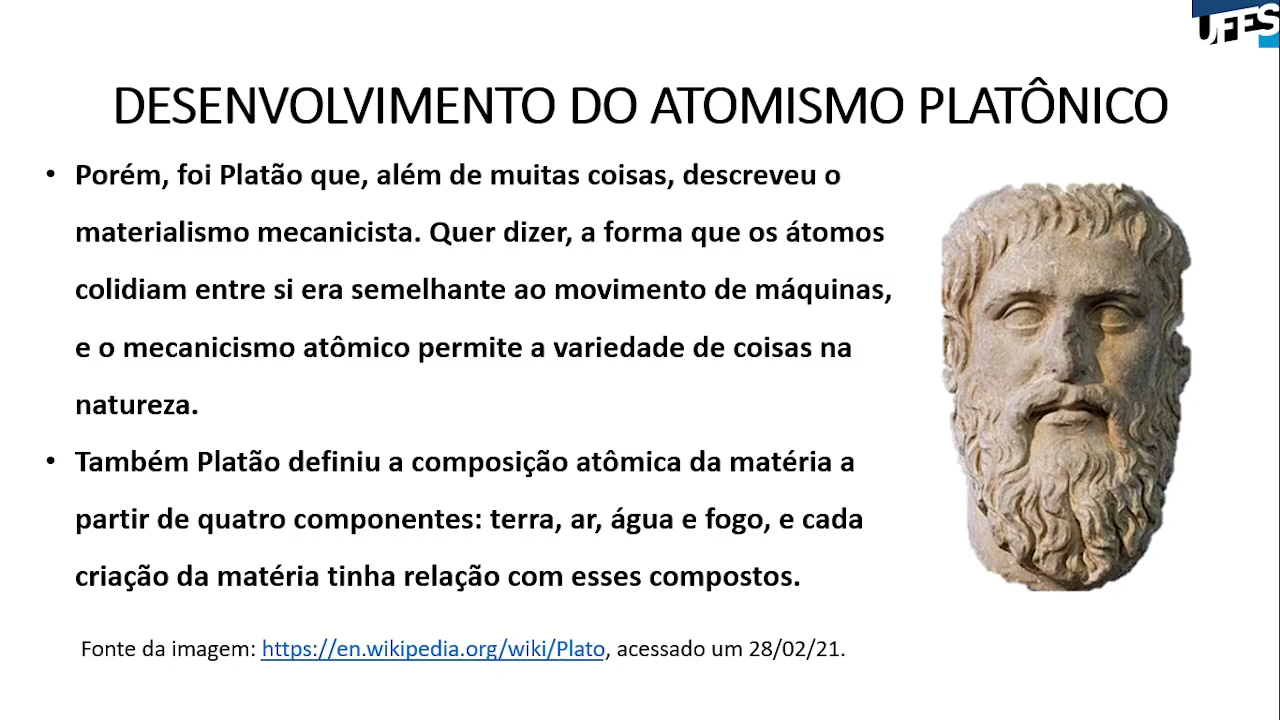 UFES
DESENVOLVIMENTO DO ATOMISMO PLATÔNICO
• Porém, foi Platão que, além de muitas coisas, descreveu o
materialismo mecanicista. Quer dizer, a forma que os átomos
colidiam entre si era semelhante ao movimento de máquinas,
e o mecanicismo atômico permite a variedade de coisas na
natureza.
• Também Platão definiu a composição atômica da matéria a
partir de quatro componentes: terra, ar, água e fogo, e cada
criação da matéria tinha relação com esses compostos.
Fonte da imagem: https://en.wikipedia.org/wiki/Plato, acessado um 28/02/21.